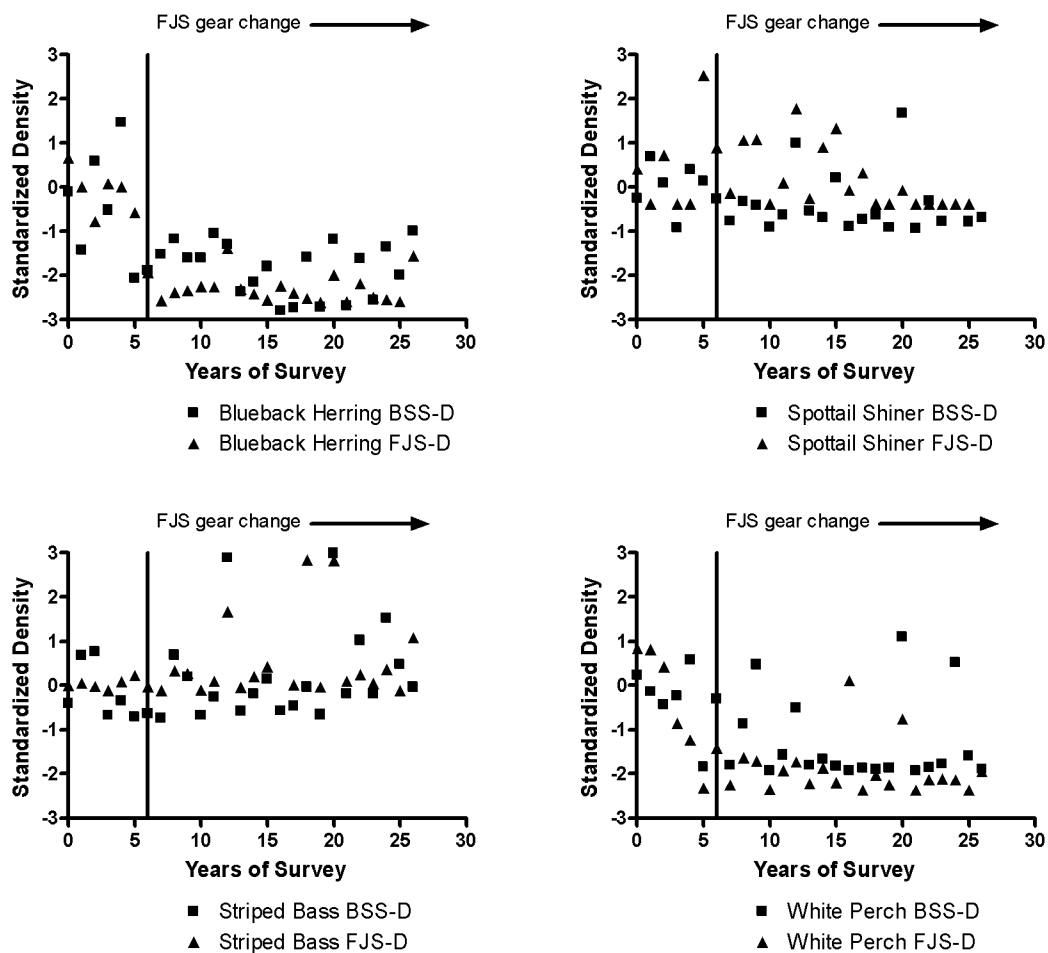 FJS gear change
3
2
1
0
-1
-2
-3
Standardized Density
0 5 10 15 20 25 30
Years of Survey
Blueback Herring BSS-D
Blueback Herring FJS-D
FJS gear change
3
2
1
0
-1
-2
-3
Standardized Density
0 5 10 15 20 25 30
Years of Survey
Spottail Shiner BSS-D
Spottail Shiner FJS-D
FJS gear change
3
2
1
0
-1
-2
-3
Standardized Density
0 5 10 15 20 25 30
Years of Survey
Striped Bass BSS-D
Striped Bass FJS-D
FJS gear change
3
2
1
0
-1
-2
-3
Standardized Density
0 5 10 15 20 25 30
Years of Survey
White Perch BSS-D
White Perch FJS-D